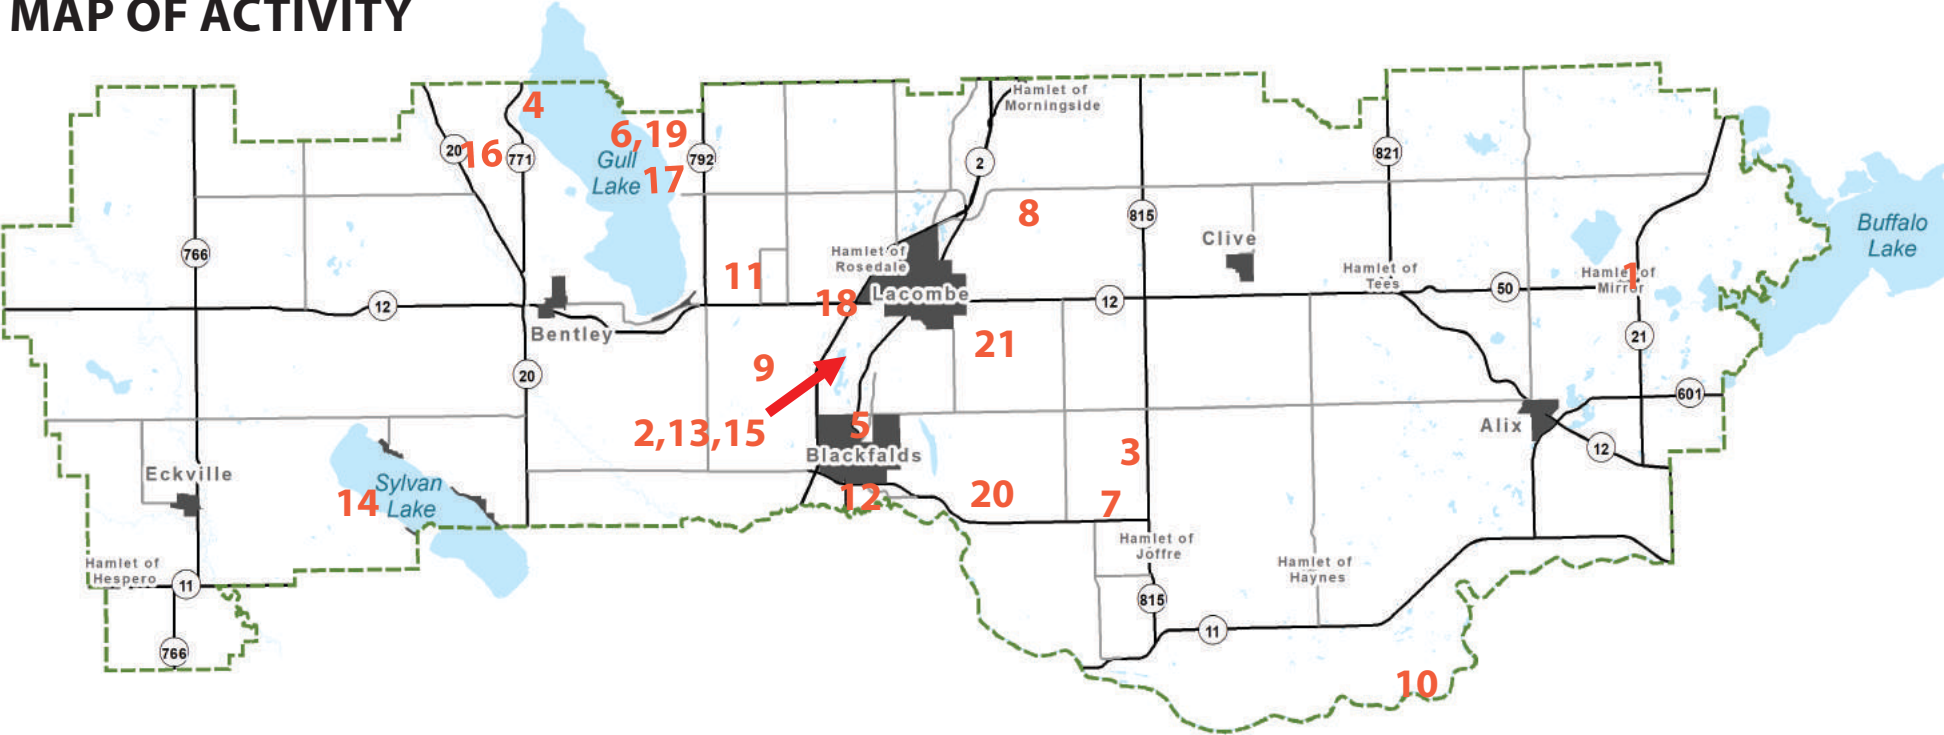 MAP OF ACTIVITY
Hamlet of
Morningside
4
6,19
20
16
771
Gull
Lake
17
792
2
821
8
815
766
Clive
Buffalo
Lake
Hamlet of
Rosedale
11
Hamlet of
Tees
50
Hamlet of
Mirror
1
12
18
Lacombe
12
Bentley
21
21
20
9
601
2,13,15
5
Blackfalds
Alix
12
3
Eckville
Sylvan
Lake
14
12
20
7
Hamlet of
Joffre
Hamlet of
Hespero
11
Hamlet of
Haynes
815
11
766
10